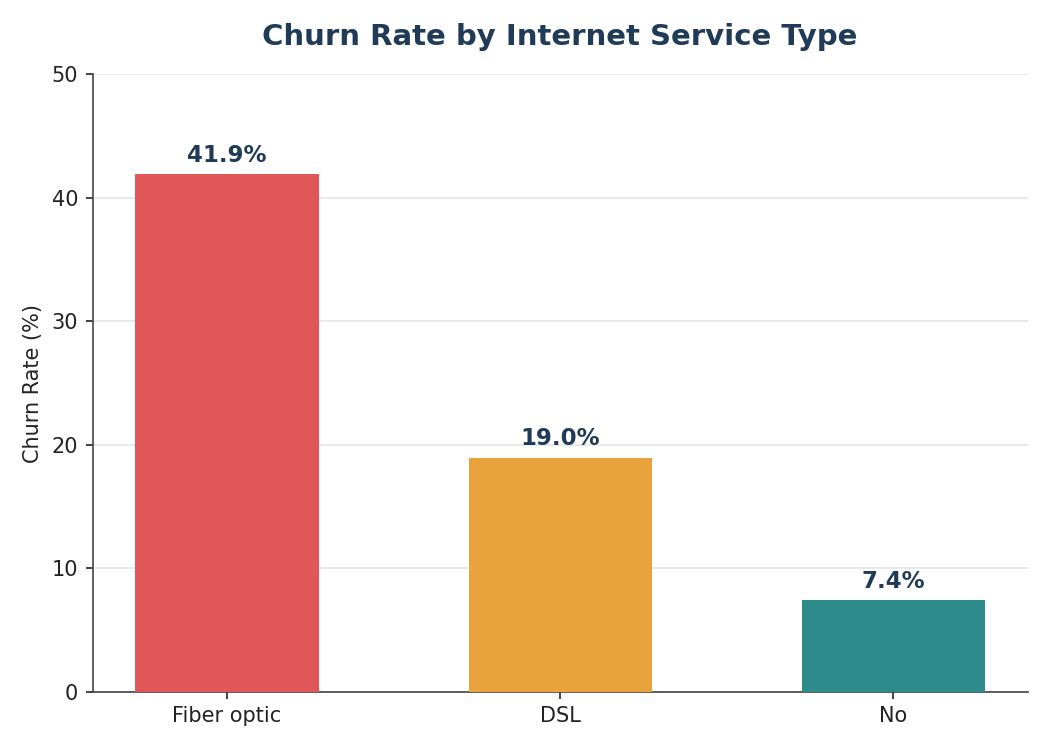 Churn Rate by Internet Service Type
Churn Rate (%)
50
40
30
20
10
0
41.9%
19.0%
7.4%
Fiber optic
DSL
No